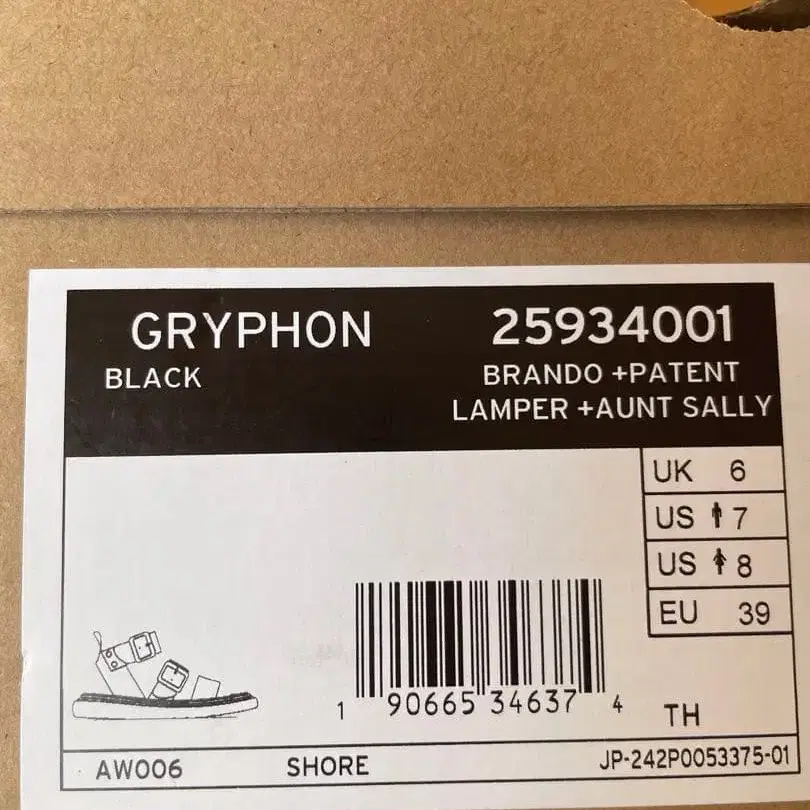 GRYPHON 25934001
BLACK BRANDO +PATENT
LAMPER +AUNT SALLY
UK 6
US 7
US 8
EU 39
1 90665 34637 4 TH
AW006 SHORE JP-242P0053375-01